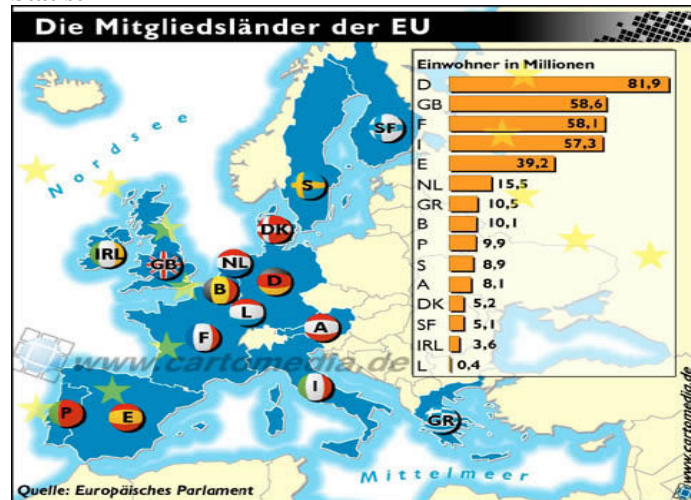 Die Mitgliedsländer der EU
Einwohner in Millionen
D 81,9
GB 58,6
F 58,1
I 57,3
E 39,2
NL 15,5
GR 10,5
B 10,1
P 9,9
S 8,9
A 8,1
DK 5,2
SF 5,1
IRL 3,6
L 0,4
Nordsee
SF
S
DK
IRL
GB
NL
B
D
L
F
A
I
P
E
GR
www.cartomedia.de
Mittelmeer
Quelle: Europäisches Parlament
www.cartomedia.de